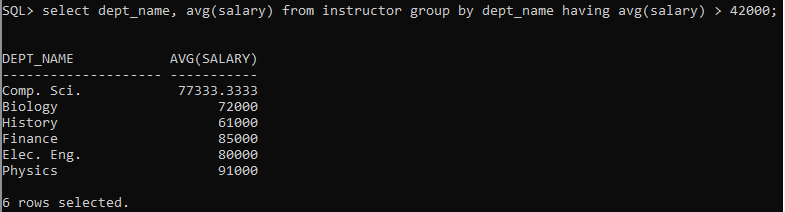 SQL> select dept_name, avg(salary) from instructor group by dept_name having avg(salary) > 42000;
DEPT_NAME            AVG(SALARY)
-------------------- -----------
Comp. Sci.            77333.3333
Biology                    72000
History                    61000
Finance                    85000
Elec. Eng.                 80000
Physics                    91000
6 rows selected.